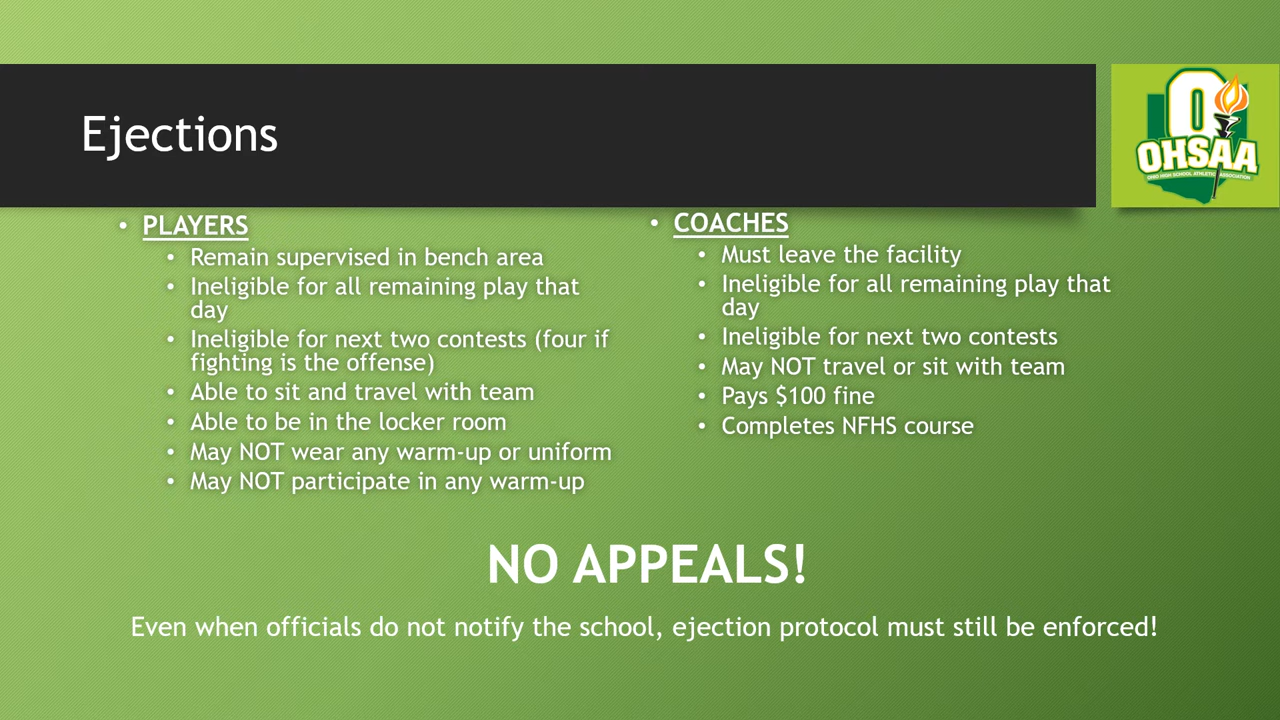 Ejections
OHSAA
OHIO HIGH SCHOOL ATHLETIC ASSOCIATION
• PLAYERS
• Remain supervised in bench area
• Ineligible for all remaining play that
day
• Ineligible for next two contests (four if
fighting is the offense)
• Able to sit and travel with team
• Able to be in the locker room
• May NOT wear any warm-up or uniform
• May NOT participate in any warm-up
• COACHES
• Must leave the facility
• Ineligible for all remaining play that
day
• Ineligible for next two contests
• May NOT travel or sit with team
• Pays $100 fine
• Completes NFHS course
NO APPEALS!
Even when officials do not notify the school, ejection protocol must still be enforced!